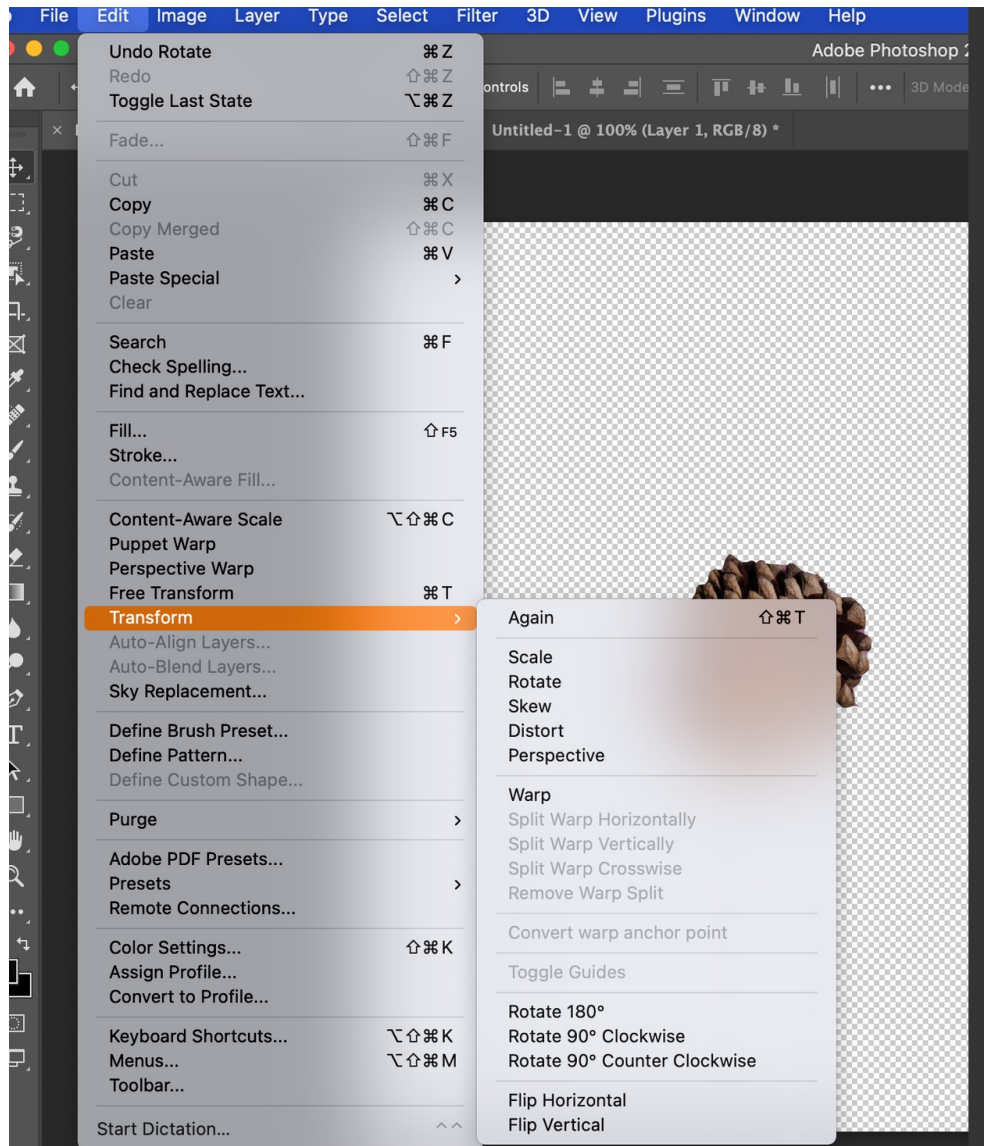 File Edit Image Layer Type Select Filter 3D View Plugins Window Help
Adobe Photoshop
ontrols ••• 3D Mode
× Untitled-1 @ 100% (Layer 1, RGB/8) *
Undo Rotate ⌘Z
Redo ⇧⌘Z
Toggle Last State ⌥⌘Z
Fade... ⇧⌘F
Cut ⌘X
Copy ⌘C
Copy Merged ⇧⌘C
Paste ⌘V
Paste Special >
Clear
Search ⌘F
Check Spelling...
Find and Replace Text...
Fill... ⇧F5
Stroke...
Content-Aware Fill...
Content-Aware Scale ⌥⇧⌘C
Puppet Warp
Perspective Warp
Free Transform ⌘T
Transform >
Auto-Align Layers...
Auto-Blend Layers...
Sky Replacement...
Define Brush Preset...
Define Pattern...
Define Custom Shape...
Purge >
Adobe PDF Presets...
Presets >
Remote Connections...
Color Settings... ⇧⌘K
Assign Profile...
Convert to Profile...
Keyboard Shortcuts... ⌥⇧⌘K
Menus... ⌥⇧⌘M
Toolbar...
Start Dictation... ^^
Again ⇧⌘T
Scale
Rotate
Skew
Distort
Perspective
Warp
Split Warp Horizontally
Split Warp Vertically
Split Warp Crosswise
Remove Warp Split
Convert warp anchor point
Toggle Guides
Rotate 180°
Rotate 90° Clockwise
Rotate 90° Counter Clockwise
Flip Horizontal
Flip Vertical